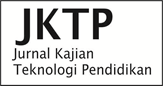 JKTP
Jurnal Kajian
Teknologi Pendidikan